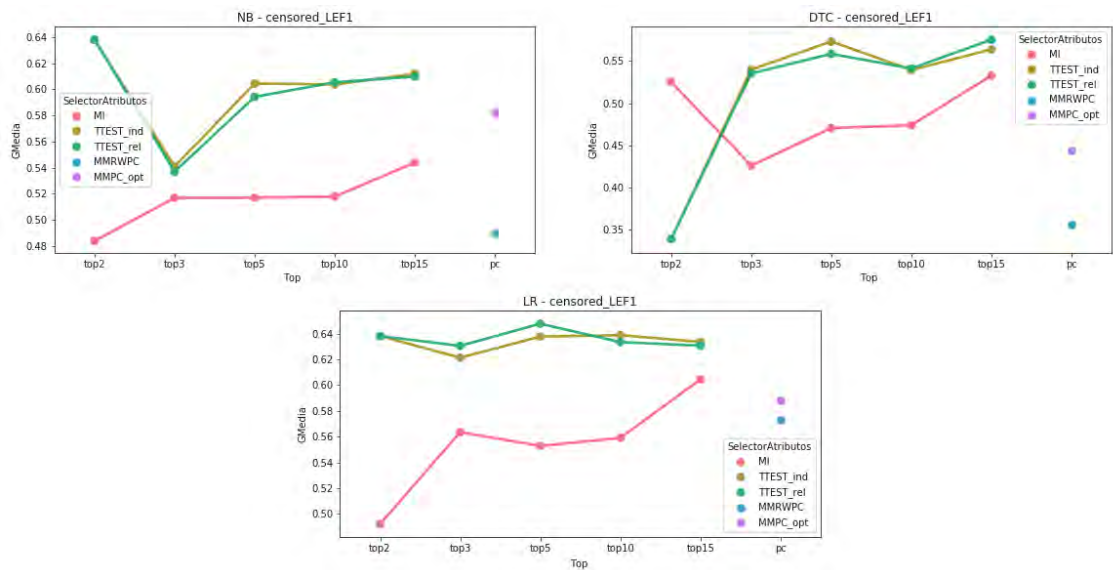 NB - censored_LEF1
GMedia
0.64
0.62
0.60
0.58
0.56
0.54
0.52
0.50
0.48
SelectorAtributos
MI
TTEST_ind
TTEST_rel
MMRWPC
MMPC_opt
top2 top3 top5 top10 top15 pc
Top
DTC - censored_LEF1
GMedia
0.55
0.50
0.45
0.40
0.35
SelectorAtributos
MI
TTEST_ind
TTEST_rel
MMRWPC
MMPC_opt
top2 top3 top5 top10 top15 pc
Top
LR - censored_LEF1
GMedia
0.64
0.62
0.60
0.58
0.56
0.54
0.52
0.50
SelectorAtributos
MI
TTEST_ind
TTEST_rel
MMRWPC
MMPC_opt
top2 top3 top5 top10 top15 pc
Top